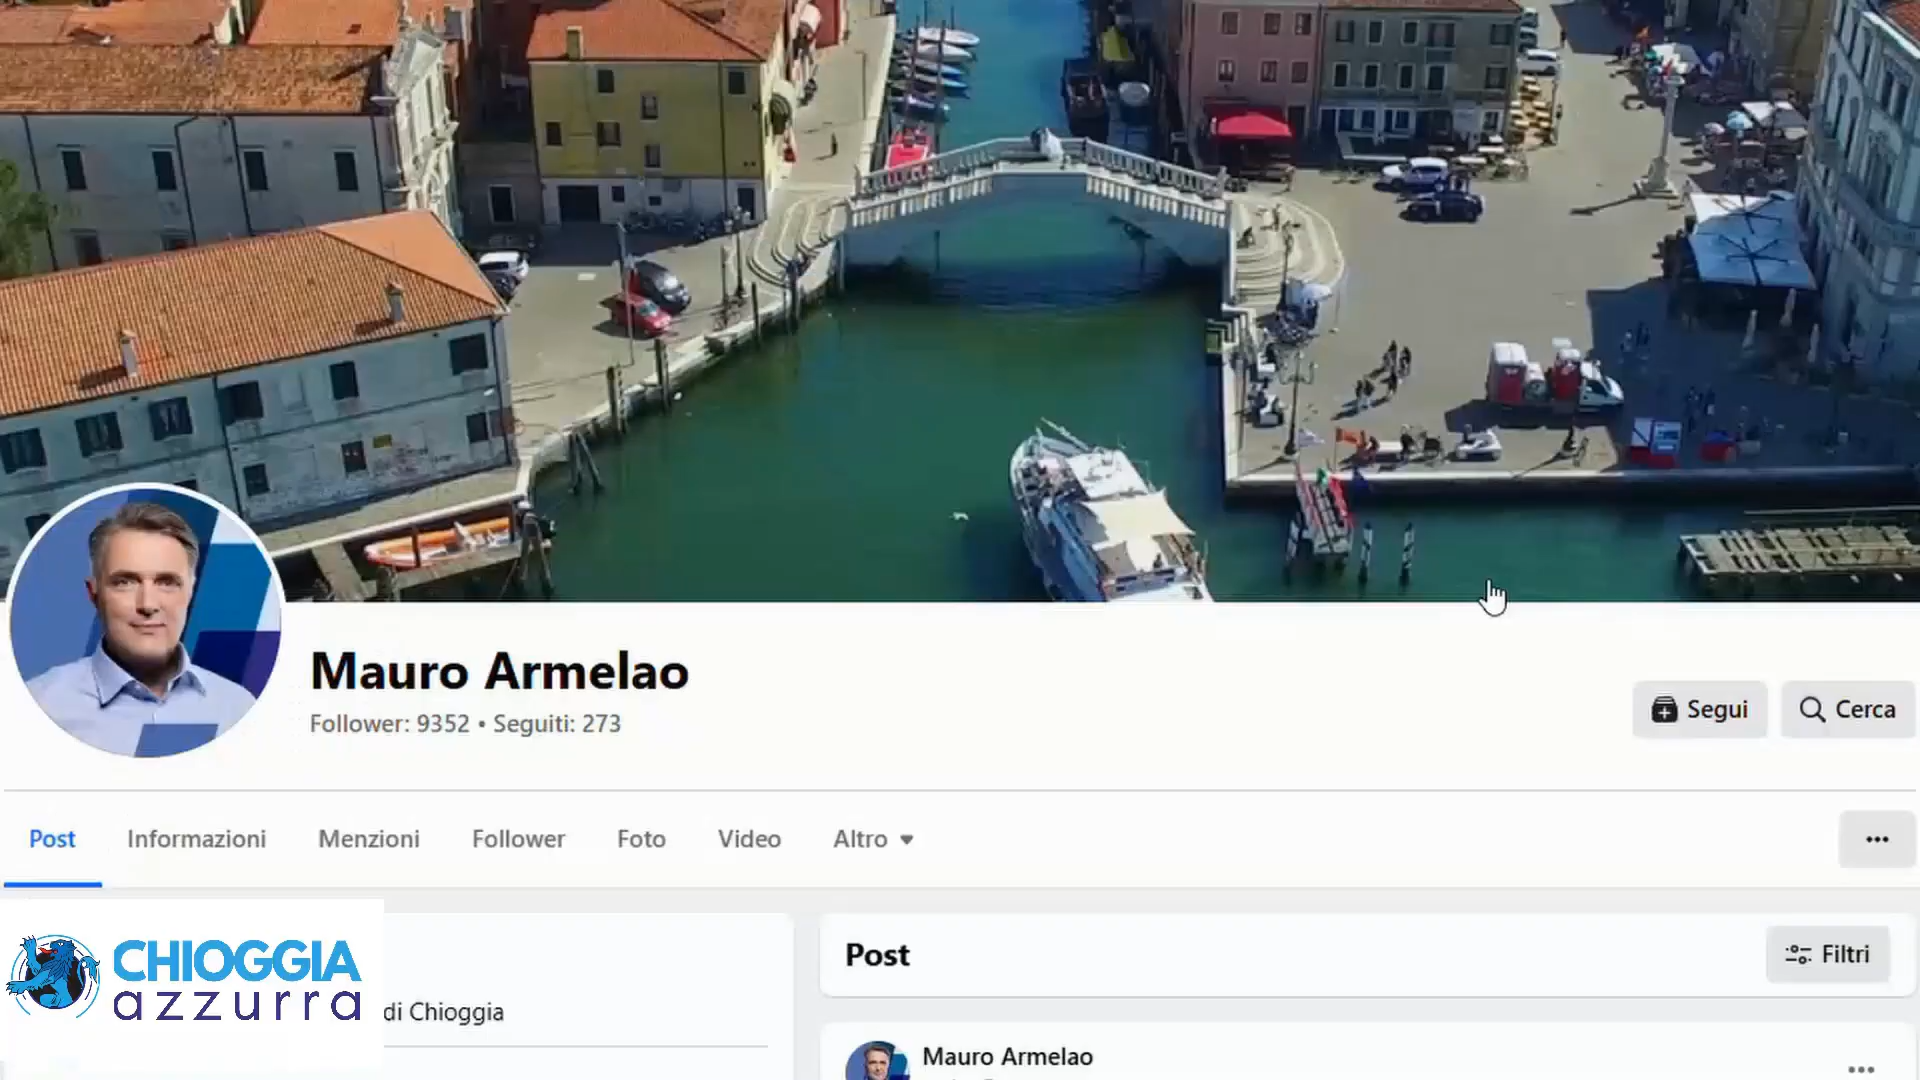 Mauro Armelao
Follower: 9352 • Seguiti: 273
Segui
Cerca
Post
Informazioni
Menzioni
Follower
Foto
Video
Altro
CHIOGGIA
azzurra
di Chioggia
Post
Filtri
Mauro Armelao